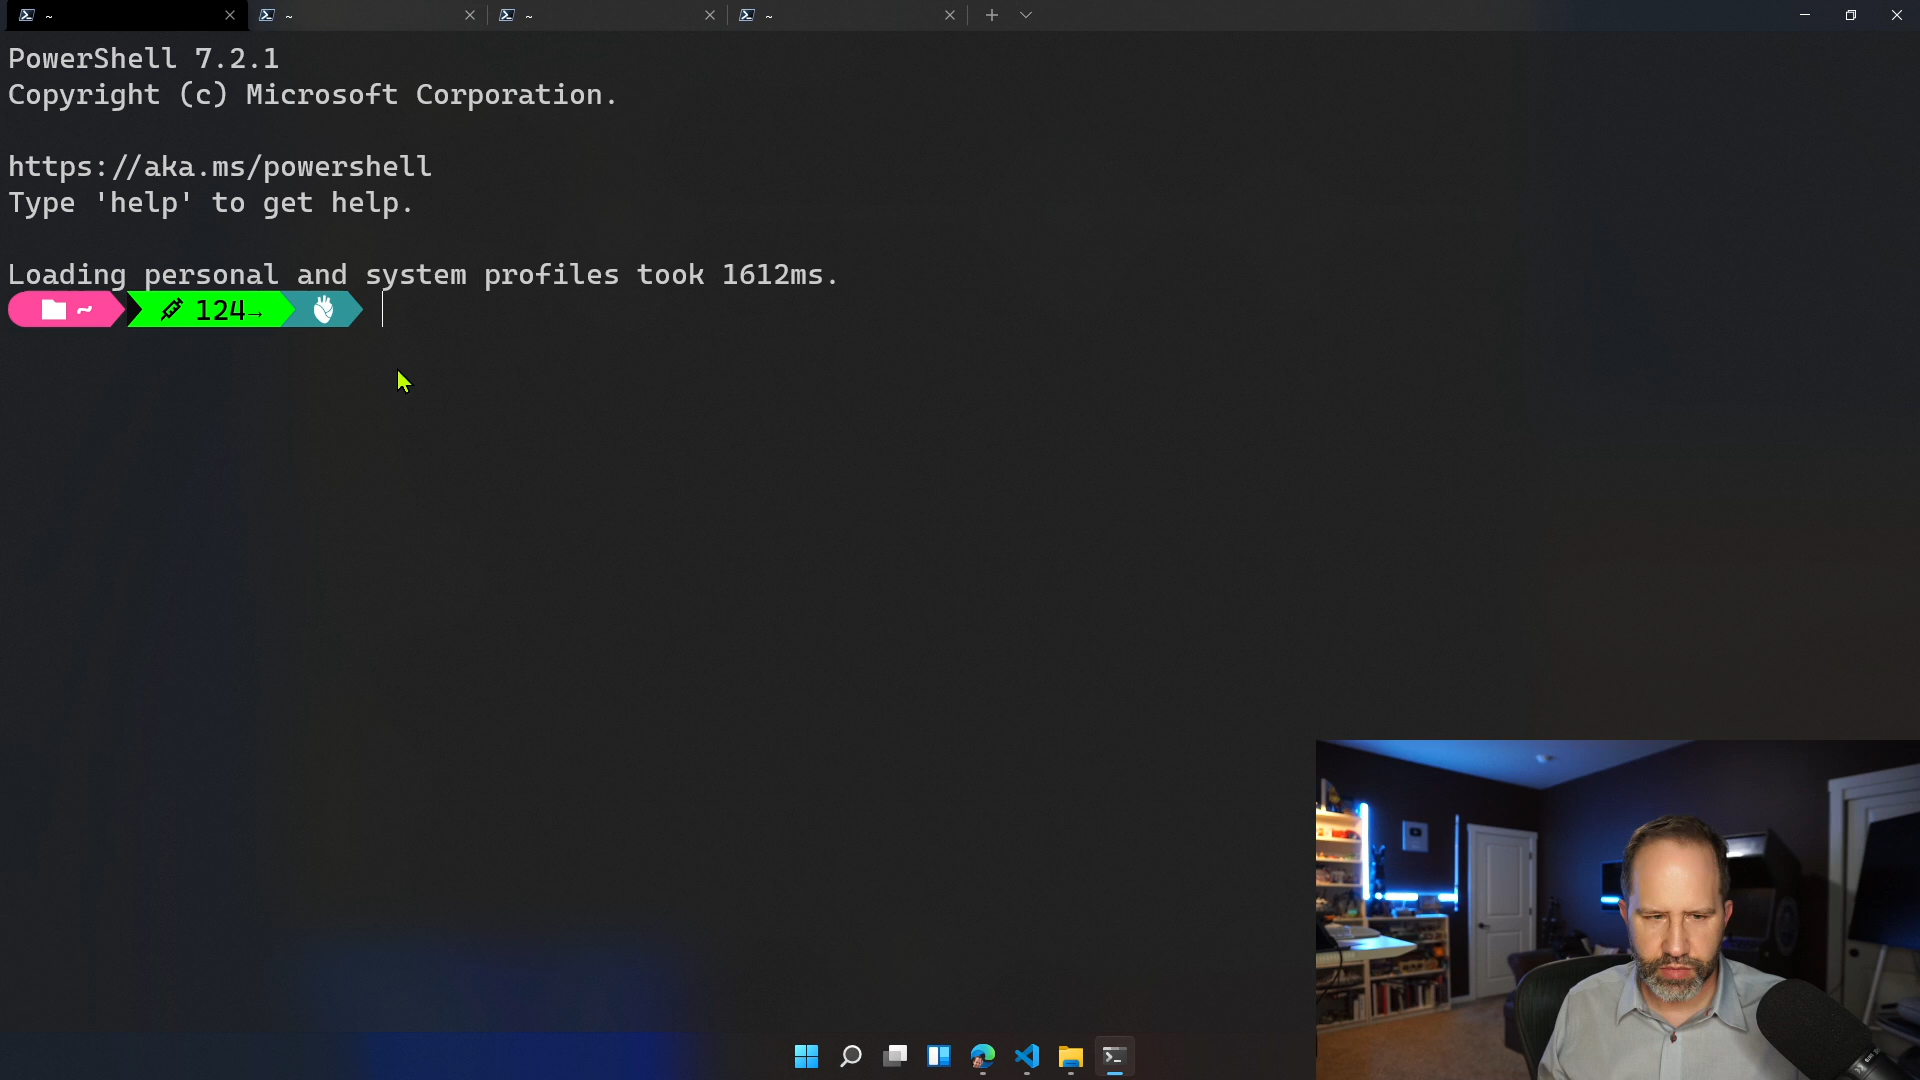 ~ ~ ~ ~
PowerShell 7.2.1
Copyright (c) Microsoft Corporation.
https://aka.ms/powershell
Type 'help' to get help.
Loading personal and system profiles took 1612ms.
~ 124→